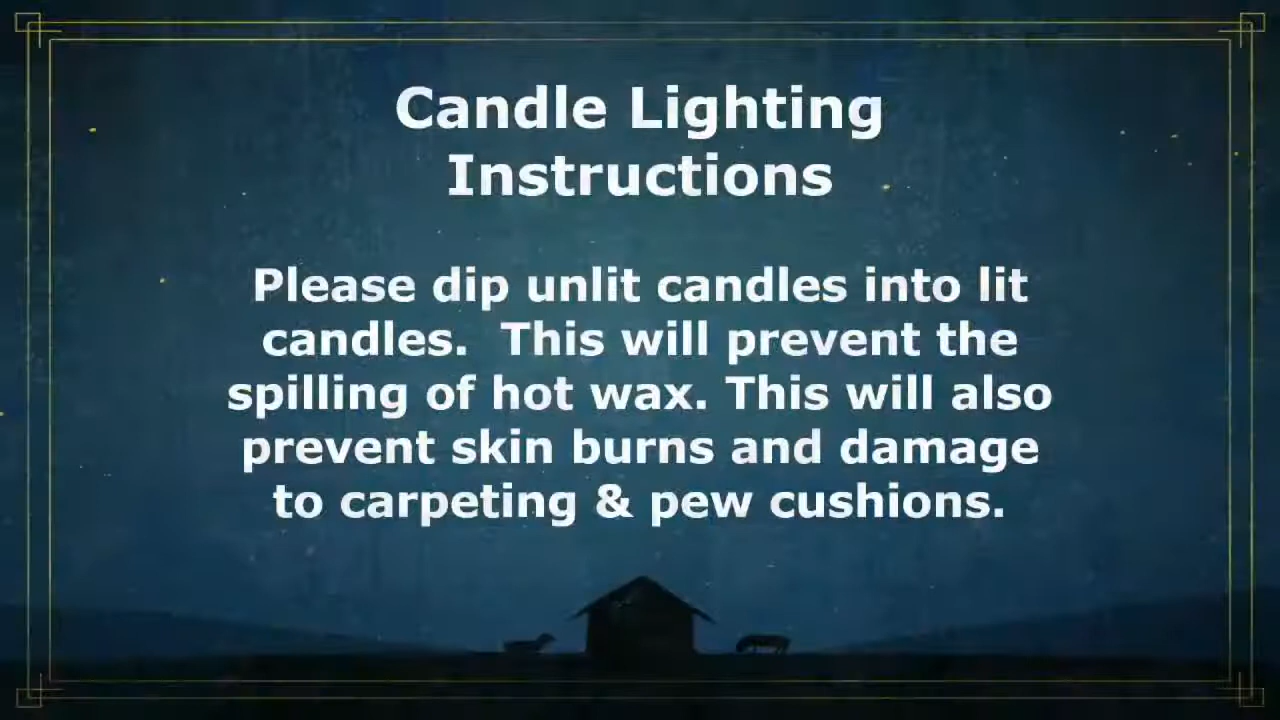 Candle Lighting
Instructions
Please dip unlit candles into lit
candles.  This will prevent the
spilling of hot wax. This will also
prevent skin burns and damage
to carpeting & pew cushions.